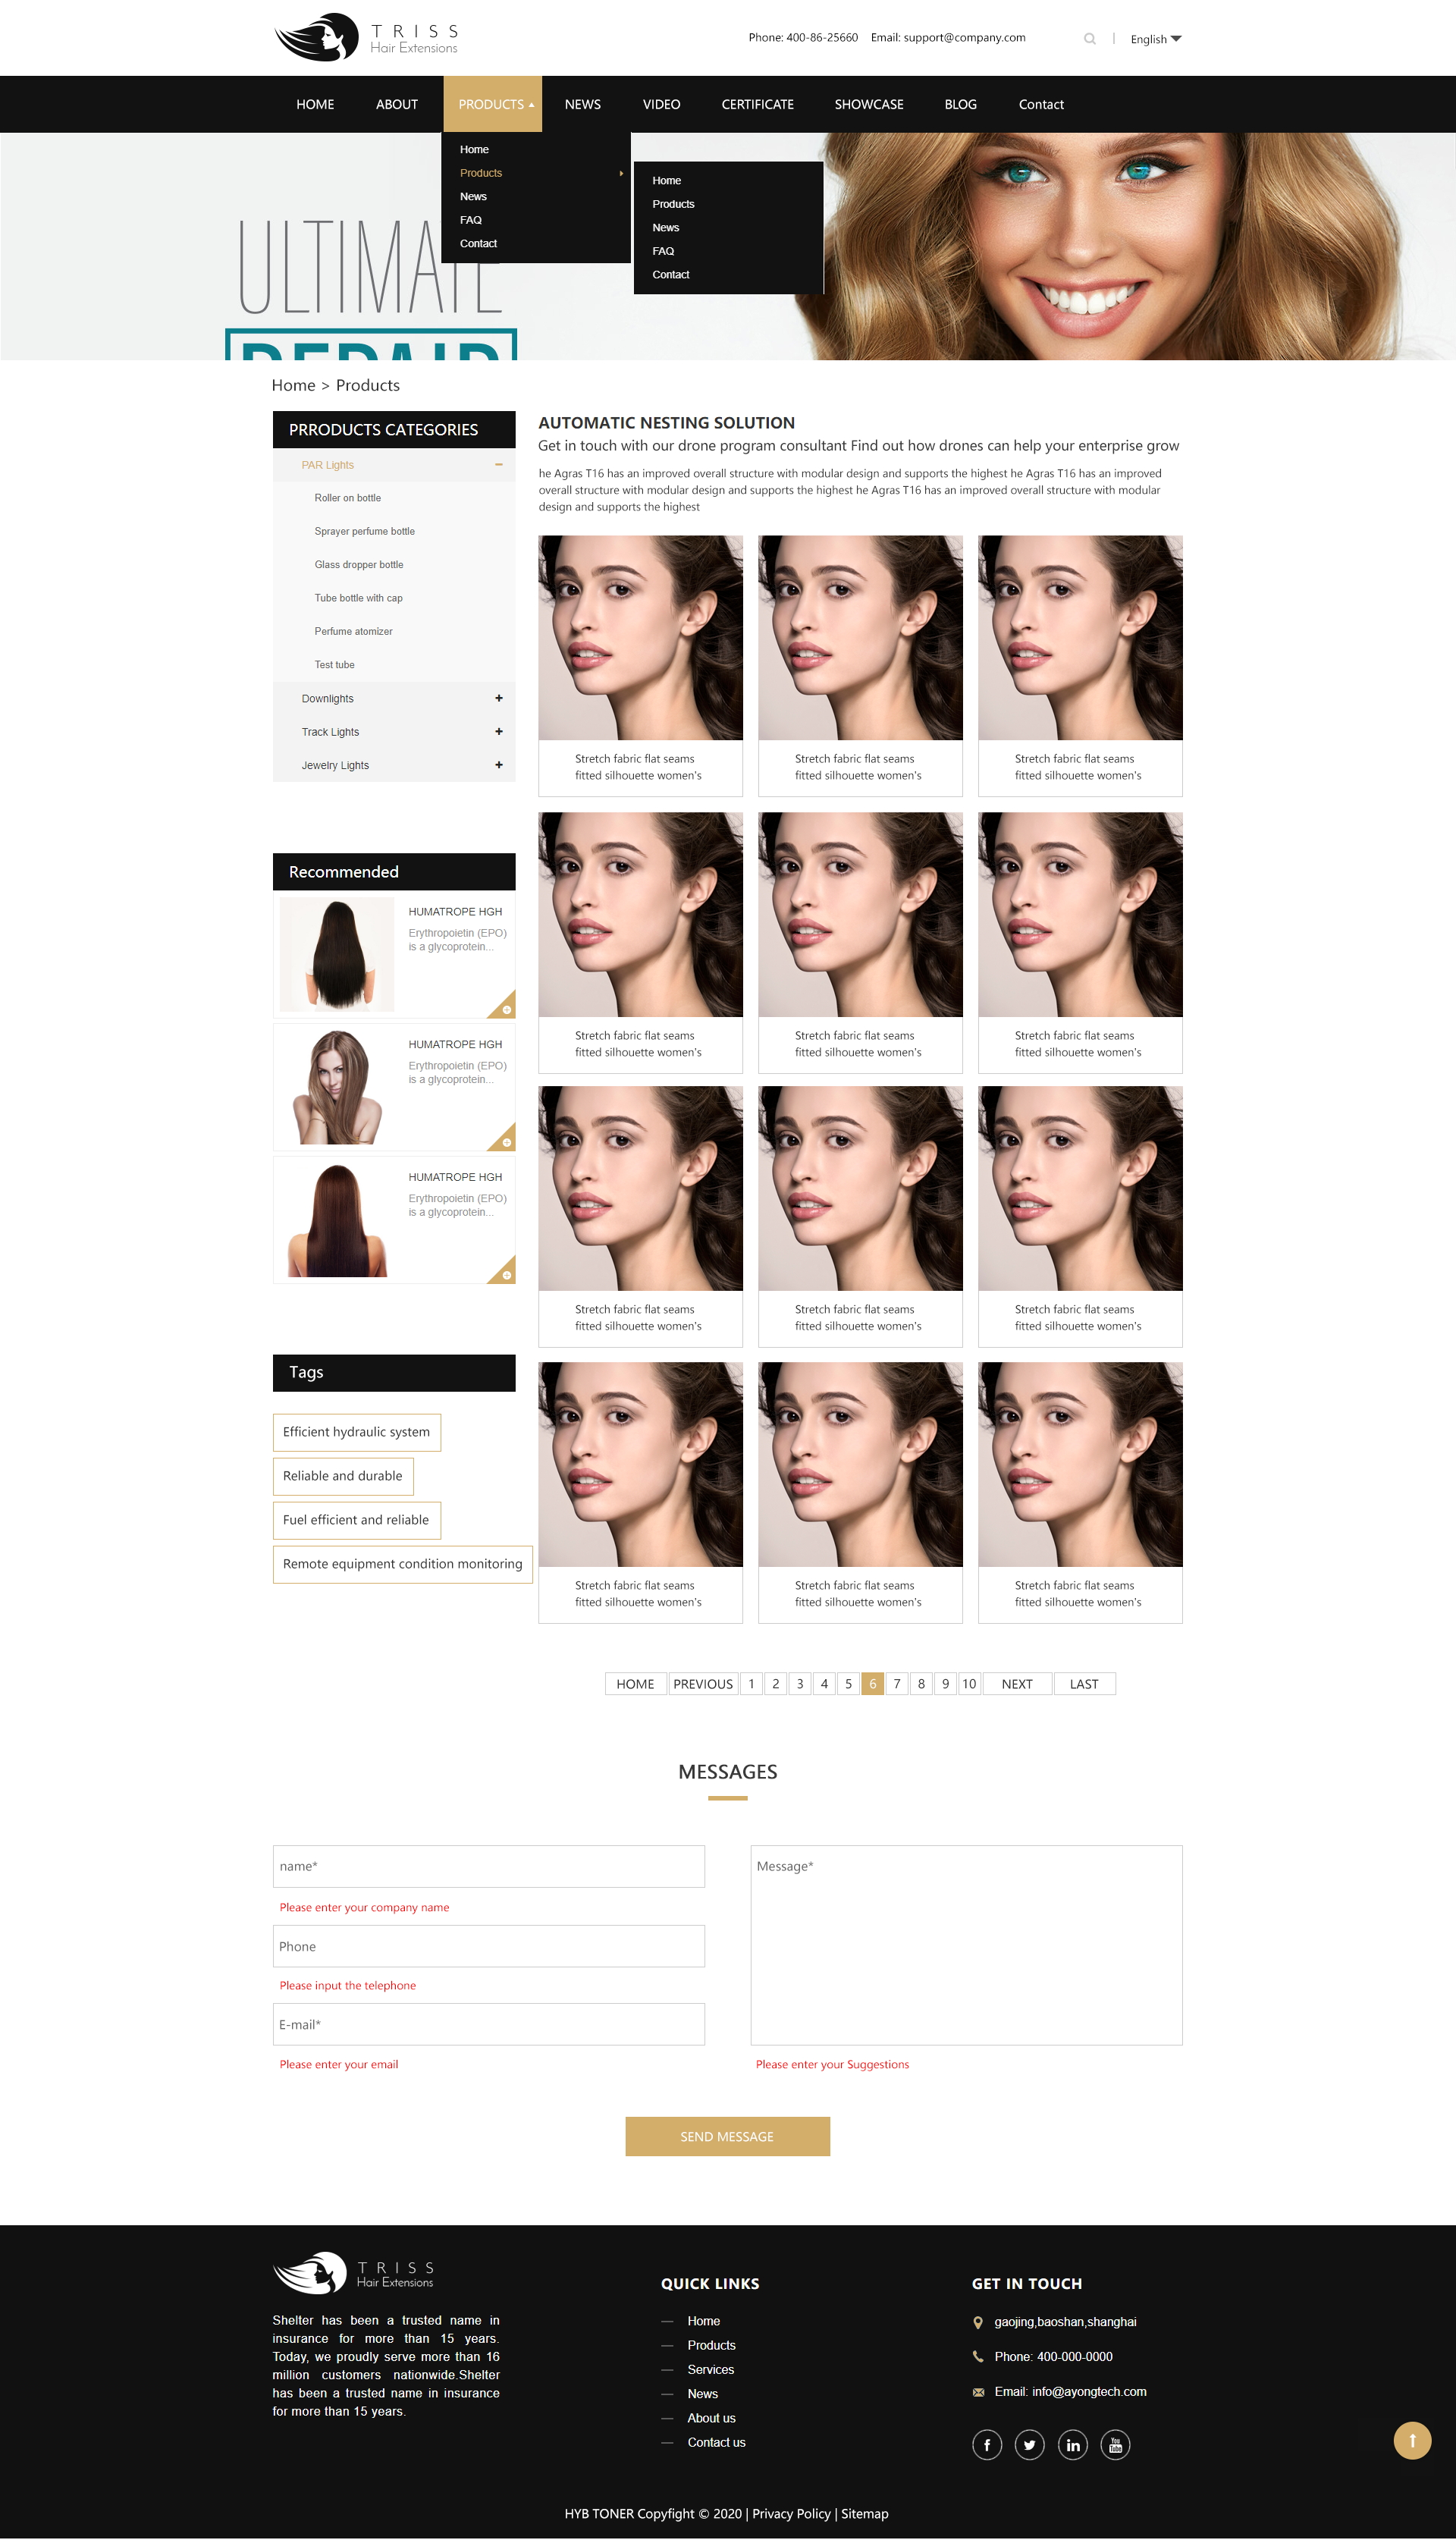 TRISS
Hair Extensions
Phone: 400-86-25660 Email: support@company.com
English
HOME ABOUT PRODUCTS NEWS VIDEO CERTIFICATE SHOWCASE BLOG Contact
Home
Products
News
FAQ
Contact
Home
Products
News
FAQ
Contact
ULTIMATE
REPAIR
Home > Products
PRRODUCTS CATEGORIES
PAR Lights
Roller on bottle
Sprayer perfume bottle
Glass dropper bottle
Tube bottle with cap
Perfume atomizer
Test tube
Downlights
Track Lights
Jewelry Lights
Recommended
HUMATROPE HGH
Erythropoietin (EPO)
is a glycoprotein...
HUMATROPE HGH
Erythropoietin (EPO)
is a glycoprotein...
HUMATROPE HGH
Erythropoietin (EPO)
is a glycoprotein...
Tags
Efficient hydraulic system
Reliable and durable
Fuel efficient and reliable
Remote equipment condition monitoring
AUTOMATIC NESTING SOLUTION
Get in touch with our drone program consultant Find out how drones can help your enterprise grow
he Agras T16 has an improved overall structure with modular design and supports the highest he Agras T16 has an improved
overall structure with modular design and supports the highest he Agras T16 has an improved overall structure with modular
design and supports the highest
Stretch fabric flat seams
fitted silhouette women's
Stretch fabric flat seams
fitted silhouette women's
Stretch fabric flat seams
fitted silhouette women's
Stretch fabric flat seams
fitted silhouette women's
Stretch fabric flat seams
fitted silhouette women's
Stretch fabric flat seams
fitted silhouette women's
Stretch fabric flat seams
fitted silhouette women's
Stretch fabric flat seams
fitted silhouette women's
Stretch fabric flat seams
fitted silhouette women's
Stretch fabric flat seams
fitted silhouette women's
Stretch fabric flat seams
fitted silhouette women's
Stretch fabric flat seams
fitted silhouette women's
HOME PREVIOUS 1 2 3 4 5 6 7 8 9 10 NEXT LAST
MESSAGES
name*
Please enter your company name
Phone
Please input the telephone
E-mail*
Please enter your email
Message*
Please enter your Suggestions
SEND MESSAGE
TRISS
Hair Extensions
Shelter has been a trusted name in
insurance for more than 15 years.
Today, we proudly serve more than 16
million customers nationwide.Shelter
has been a trusted name in insurance
for more than 15 years.
QUICK LINKS
Home
Products
Services
News
About us
Contact us
GET IN TOUCH
gaojing,baoshan,shanghai
Phone: 400-000-0000
Email: info@ayongtech.com
You
Tube
HYB TONER Copyfight © 2020 | Privacy Policy | Sitemap